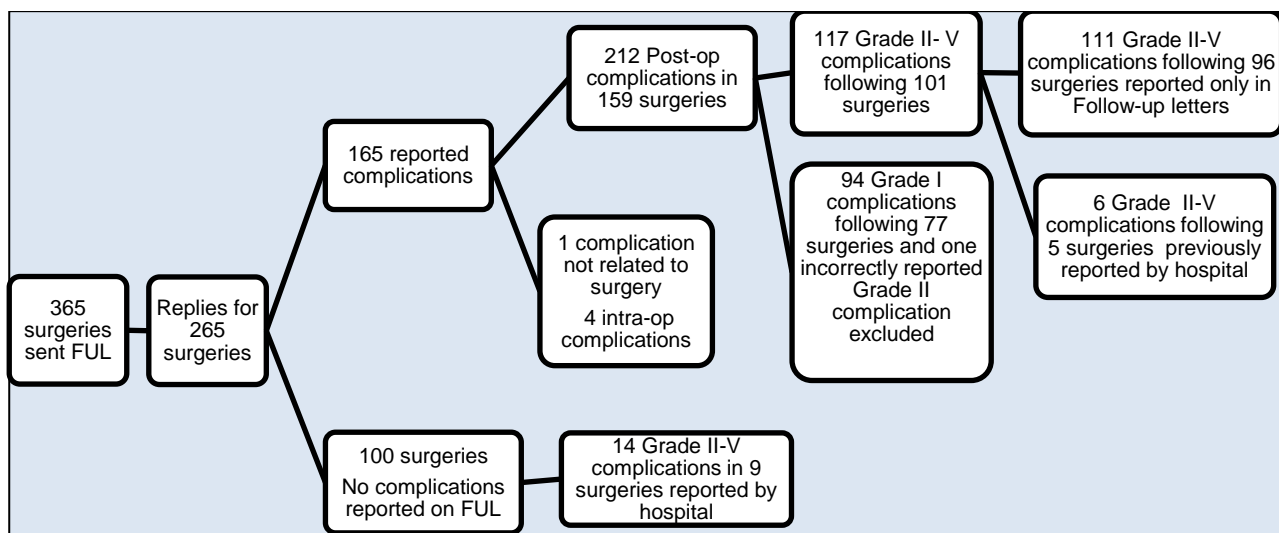 365
surgeries
sent FUL
Replies for
265
surgeries
165 reported
complications
100 surgeries
No complications
reported on FUL
212 Post-op
complications in
159 surgeries
1 complication
not related to
surgery
4 intra-op
complications
14 Grade II-V
complications in 9
surgeries reported by
hospital
117 Grade II- V
complications
following 101
surgeries
94 Grade I
complications
following 77
surgeries and one
incorrectly reported
Grade II
complication
excluded
111 Grade II-V
complications following 96
surgeries reported only in
Follow-up letters
6 Grade II-V
complications following
5 surgeries previously
reported by hospital